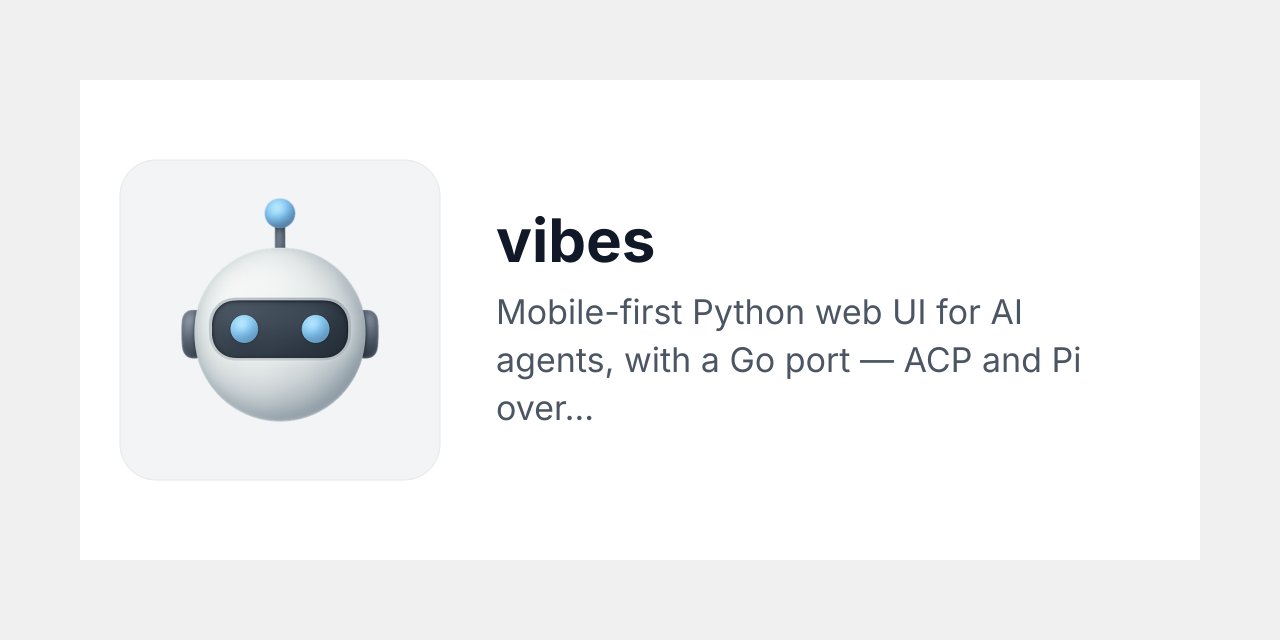 vibes
Mobile-first Python web UI for AI
agents, with a Go port — ACP and Pi
over...